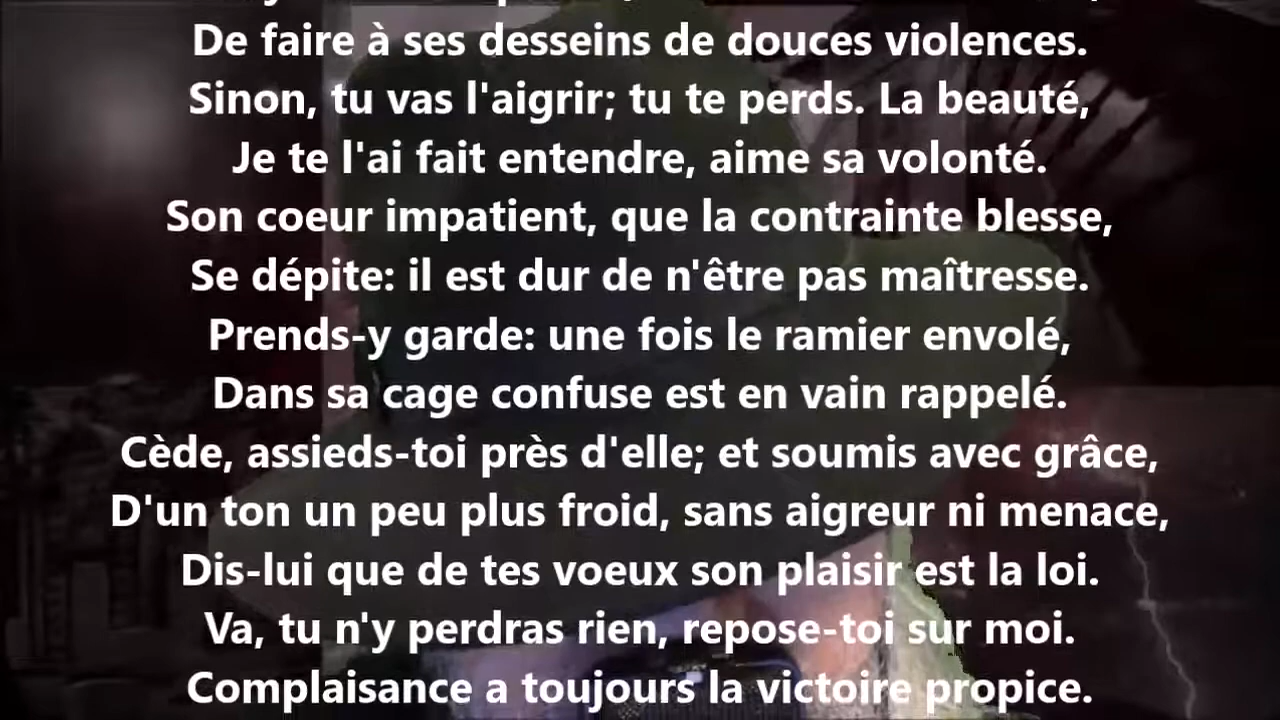 De faire à ses desseins de douces violences.
Sinon, tu vas l'aigrir; tu te perds. La beauté,
Je te l'ai fait entendre, aime sa volonté.
Son coeur impatient, que la contrainte blesse,
Se dépite: il est dur de n'être pas maîtresse.
Prends-y garde: une fois le ramier envolé,
Dans sa cage confuse est en vain rappelé.
Cède, assieds-toi près d'elle; et soumis avec grâce,
D'un ton un peu plus froid, sans aigreur ni menace,
Dis-lui que de tes voeux son plaisir est la loi.
Va, tu n'y perdras rien, repose-toi sur moi.
Complaisance a toujours la victoire propice.